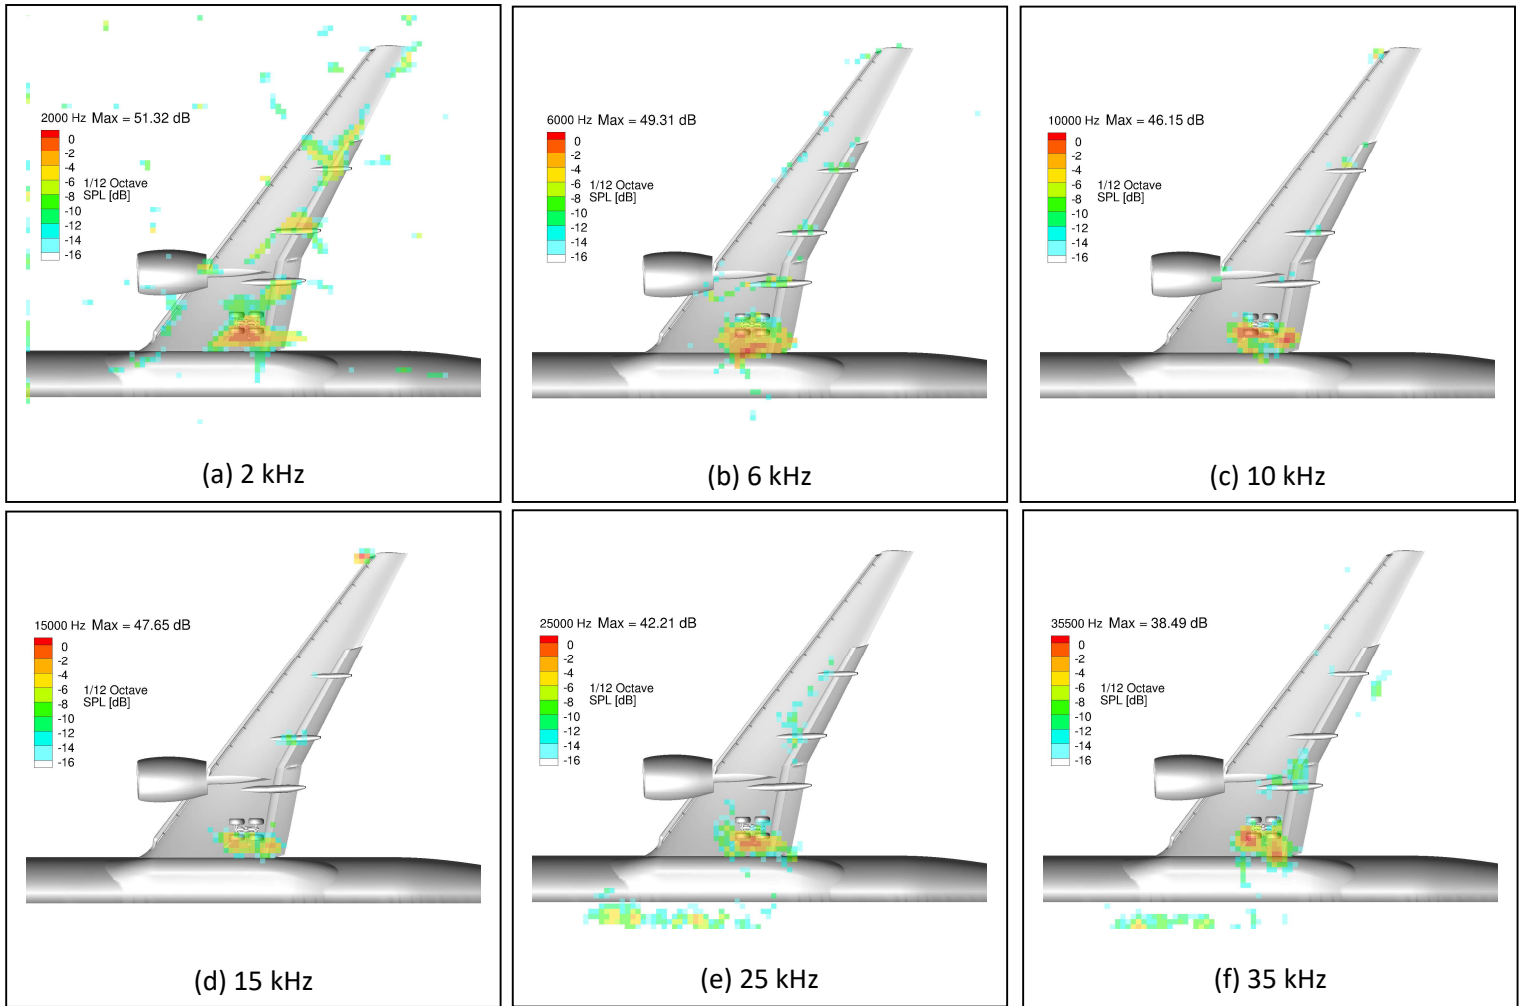 2000 Hz Max = 51.32 dB
0
-2
-4
-6
-8
-10
-12
-14
-16
1/12 Octave
SPL [dB]
(a) 2 kHz
6000 Hz Max = 49.31 dB
0
-2
-4
-6
-8
-10
-12
-14
-16
1/12 Octave
SPL [dB]
(b) 6 kHz
10000 Hz Max = 46.15 dB
0
-2
-4
-6
-8
-10
-12
-14
-16
1/12 Octave
SPL [dB]
(c) 10 kHz
15000 Hz Max = 47.65 dB
0
-2
-4
-6
-8
-10
-12
-14
-16
1/12 Octave
SPL [dB]
(d) 15 kHz
25000 Hz Max = 42.21 dB
0
-2
-4
-6
-8
-10
-12
-14
-16
1/12 Octave
SPL [dB]
(e) 25 kHz
35500 Hz Max = 38.49 dB
0
-2
-4
-6
-8
-10
-12
-14
-16
1/12 Octave
SPL [dB]
(f) 35 kHz